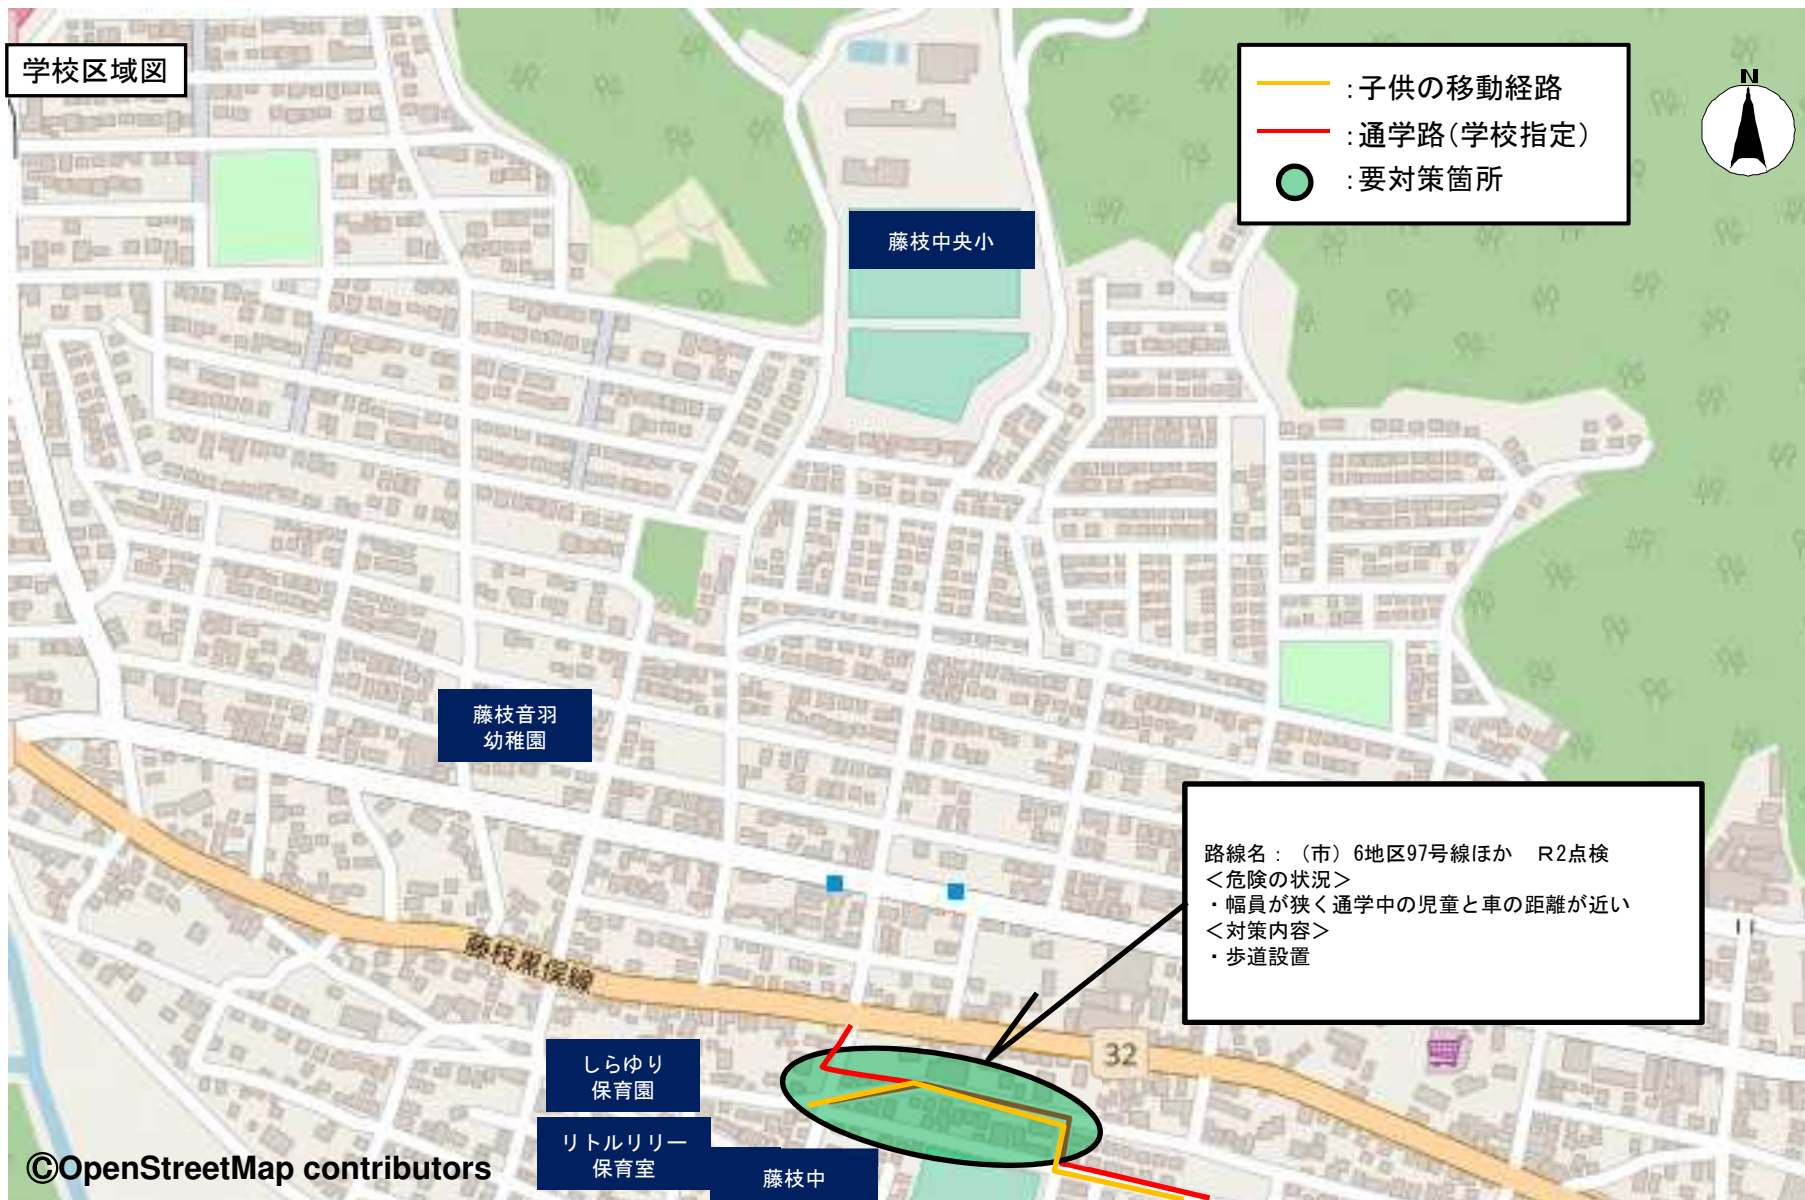 学校区域図
:子供の移動経路
:通学路(学校指定)
:要対策箇所
N
藤枝中央小
藤枝音羽
幼稚園
路線名：（市）6地区97号線ほか　R2点検
＜危険の状況＞
・幅員が狭く通学中の児童と車の距離が近い
＜対策内容＞
・歩道設置
藤枝黒俣線
32
しらゆり
保育園
リトルリリー
保育室
藤枝中
©OpenStreetMap contributors